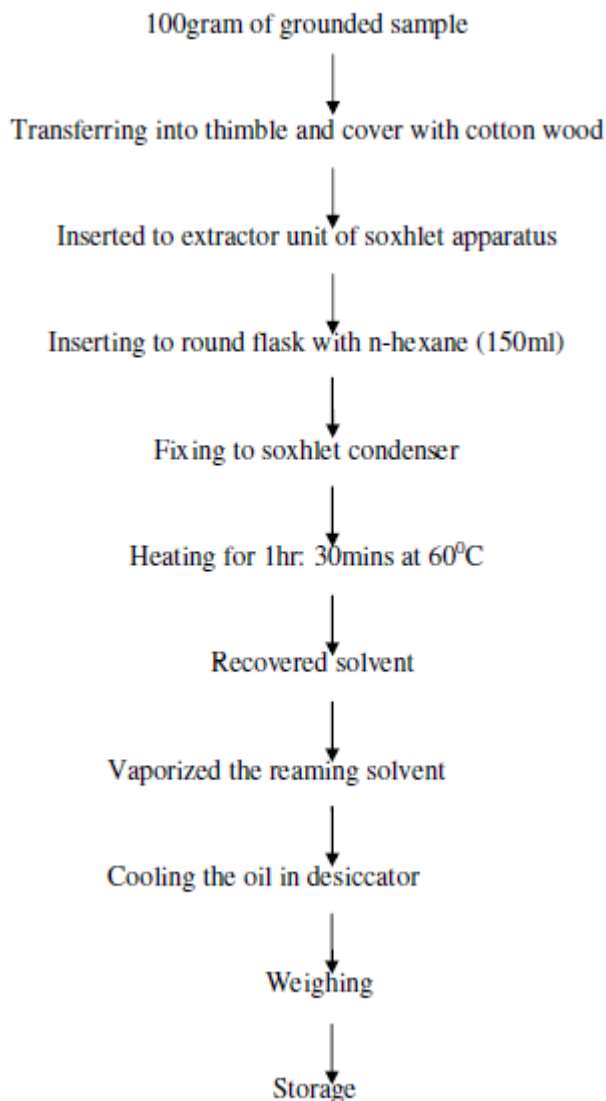 100gram of grounded sample
Transferring into thimble and cover with cotton wood
Inserted to extractor unit of soxhlet apparatus
Inserting to round flask with n-hexane (150ml)
Fixing to soxhlet condenser
Heating for 1hr: 30mins at 60⁰C
Recovered solvent
Vaporized the reaming solvent
Cooling the oil in desiccator
Weighing
Storage